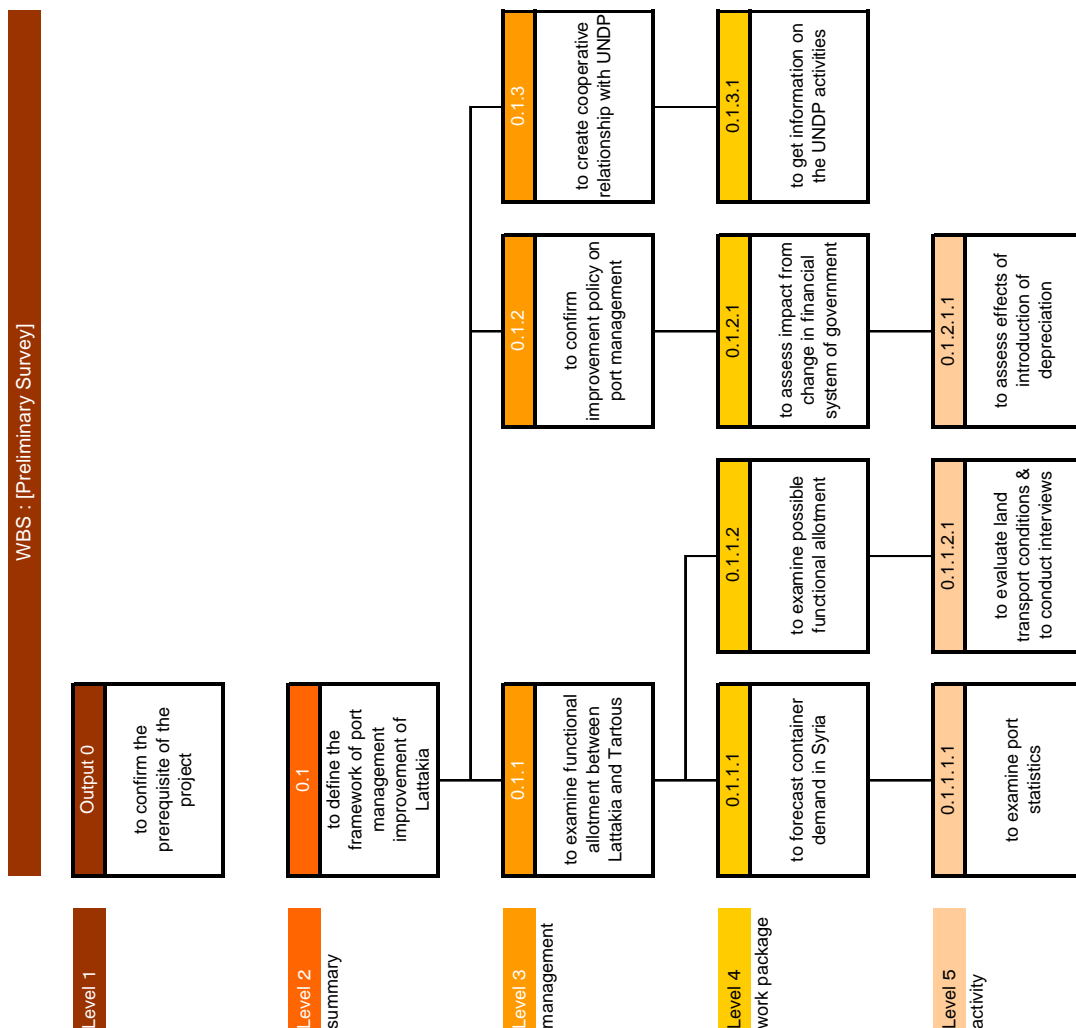 WBS : [Preliminary Survey]
Level 1
Output 0
to confirm the
prerequisite of the
project
Level 2
summary
0.1
to define the
framework of port
management
improvement of
Lattakia
Level 3
management
0.1.1
to examine functional
allotment between
Lattakia and Tartous
0.1.2
to confirm
improvement policy on
port management
0.1.3
to create cooperative
relationship with UNDP
Level 4
work package
0.1.1.1
to forecast container
demand in Syria
0.1.1.2
to examine possible
functional allotment
0.1.2.1
to assess impact from
change in financial
system of government
0.1.3.1
to get information on
the UNDP activities
Level 5
activity
0.1.1.1.1
to examine port
statistics
0.1.1.2.1
to evaluate land
transport conditions &
to conduct interviews
0.1.2.1.1
to assess effects of
introduction of
depreciation